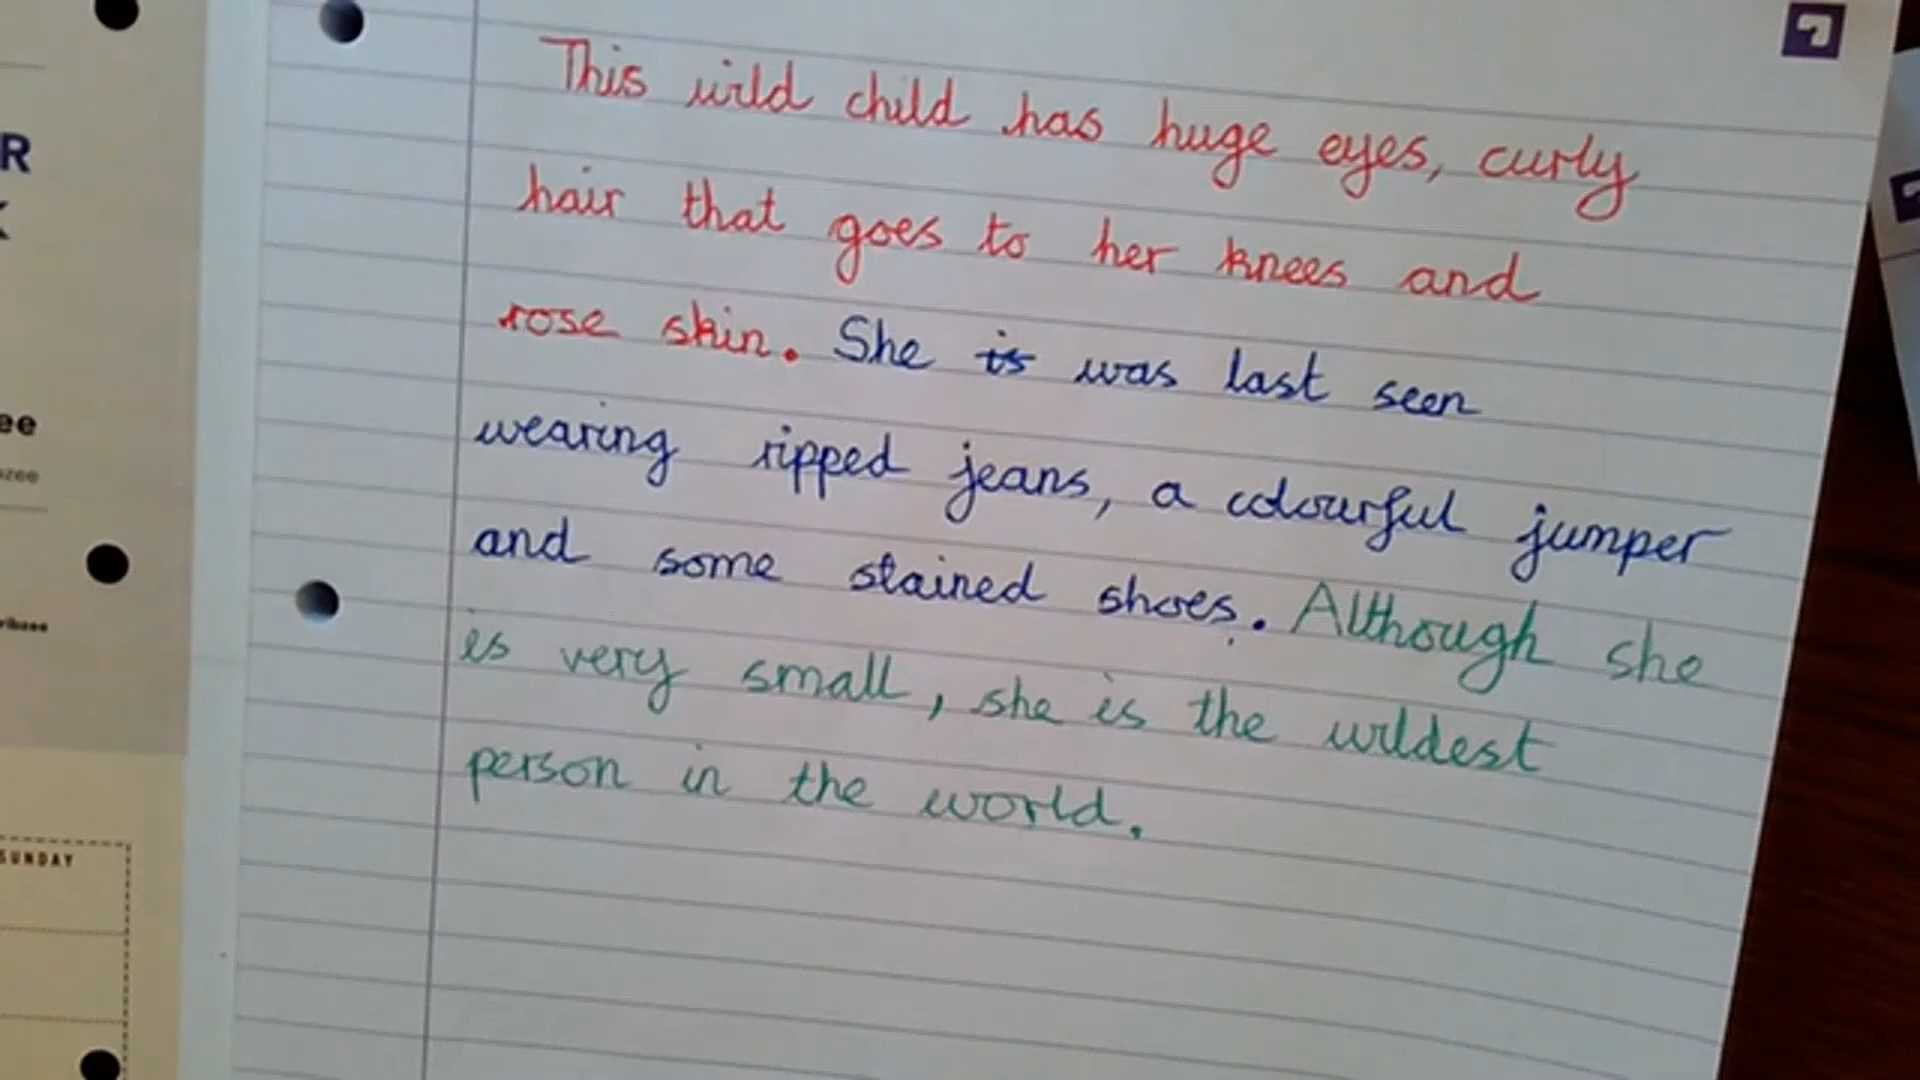 This wild child has huge eyes, curly
hair that goes to her knees and
rose skin. She is was last seen
wearing ripped jeans, a colourful jumper
and some stained shoes. Although she
is very small, she is the wildest
person in the world.
R
ee
SUNDAY